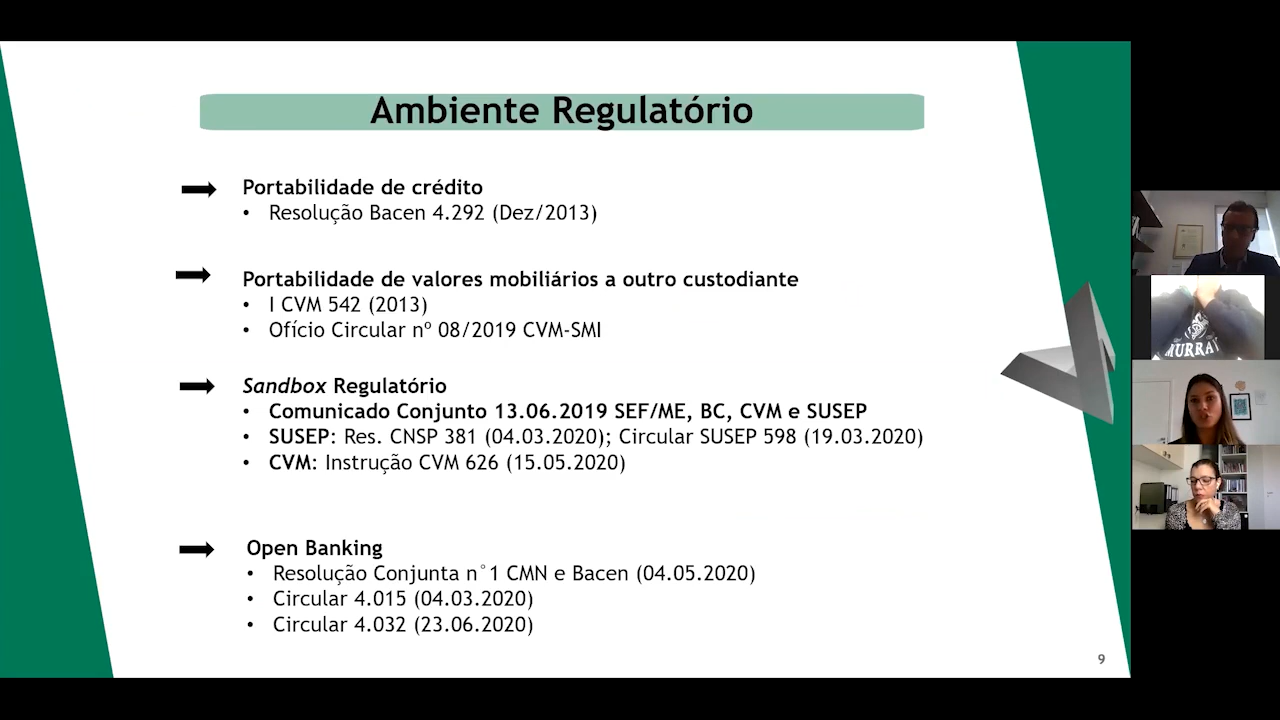 Ambiente Regulatório
Portabilidade de crédito
• Resolução Bacen 4.292 (Dez/2013)
Portabilidade de valores mobiliários a outro custodiante
• I CVM 542 (2013)
• Ofício Circular nº 08/2019 CVM-SMI
Sandbox Regulatório
• Comunicado Conjunto 13.06.2019 SEF/ME, BC, CVM e SUSEP
• SUSEP: Res. CNSP 381 (04.03.2020); Circular SUSEP 598 (19.03.2020)
• CVM: Instrução CVM 626 (15.05.2020)
Open Banking
• Resolução Conjunta n°1 CMN e Bacen (04.05.2020)
• Circular 4.015 (04.03.2020)
• Circular 4.032 (23.06.2020)
9
MURRAY